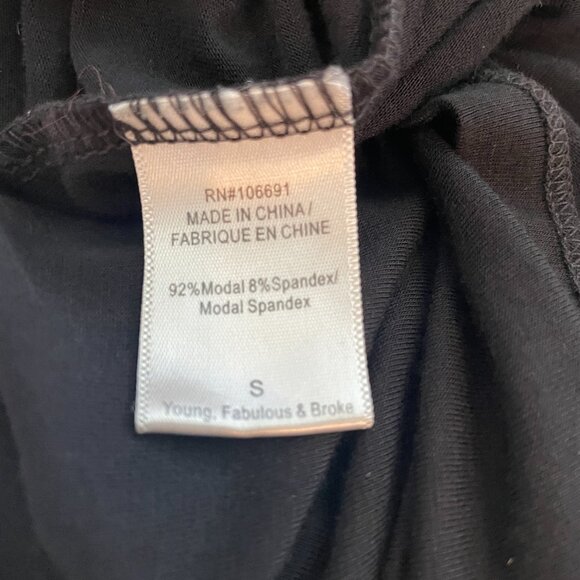 RN#106691
MADE IN CHINA/
FABRIQUE EN CHINE
92%Modal 8%Spandex/
Modal Spandex
S
Young, Fabulous & Broke